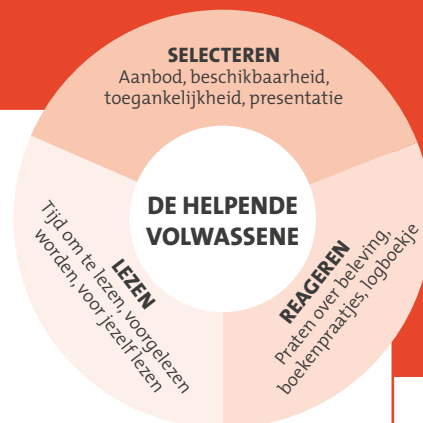 SELECTEREN
Aanbod, beschikbaarheid,
toegankelijkheid, presentatie
DE HELPENDE
VOLWASSENE
REAGEREN
Praten over beleving,
boekenpraatjes, logboekje
LEZEN
Tijd om te lezen, voorgelezen
worden, voor jezelf lezen